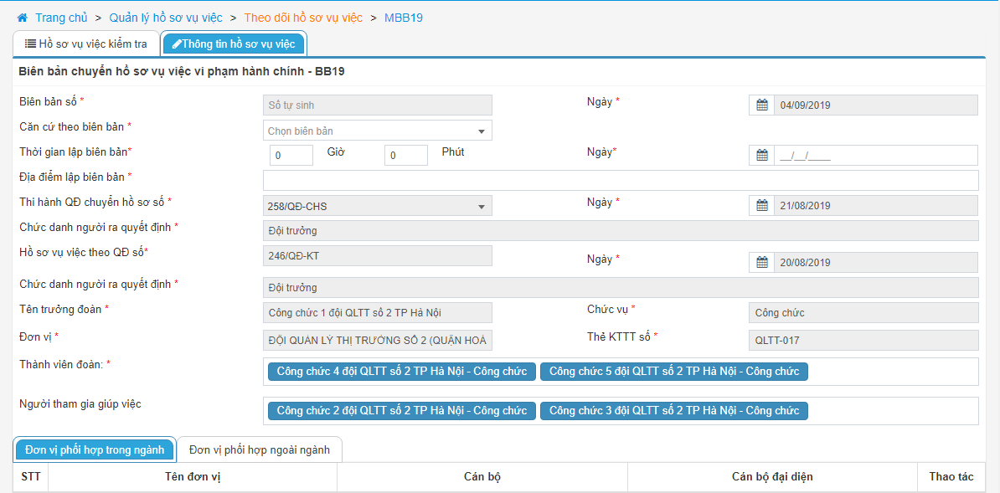 Trang chủ > Quản lý hồ sơ vụ việc > Theo dõi hồ sơ vụ việc > MBB19
Hồ sơ vụ việc kiểm tra Thông tin hồ sơ vụ việc
Biên bản chuyển hồ sơ vụ việc vi phạm hành chính - BB19
Biên bản số * Số tự sinh Ngày * 04/09/2019
Căn cứ theo biên bản * Chọn biên bản
Thời gian lập biên bản* 0 Giờ 0 Phút Ngày* __/__/____
Địa điểm lập biên bản *
Thi hành QĐ chuyển hồ sơ số * 258/QĐ-CHS Ngày * 21/08/2019
Chức danh người ra quyết định * Đội trưởng
Hồ sơ vụ việc theo QĐ số* 246/QĐ-KT Ngày * 20/08/2019
Chức danh người ra quyết định * Đội trưởng
Tên trưởng đoàn * Công chức 1 đội QLTT số 2 TP Hà Nội Chức vụ * Công chức
Đơn vị * ĐỘI QUẢN LÝ THỊ TRƯỜNG SỐ 2 (QUẬN HOÀ Thẻ KTTT số * QLTT-017
Thành viên đoàn: * Công chức 4 đội QLTT số 2 TP Hà Nội - Công chức Công chức 5 đội QLTT số 2 TP Hà Nội - Công chức
Người tham gia giúp việc Công chức 2 đội QLTT số 2 TP Hà Nội - Công chức Công chức 3 đội QLTT số 2 TP Hà Nội - Công chức
Đơn vị phối hợp trong ngành Đơn vị phối hợp ngoài ngành
STT Tên đơn vị Cán bộ Cán bộ đại diện Thao tác